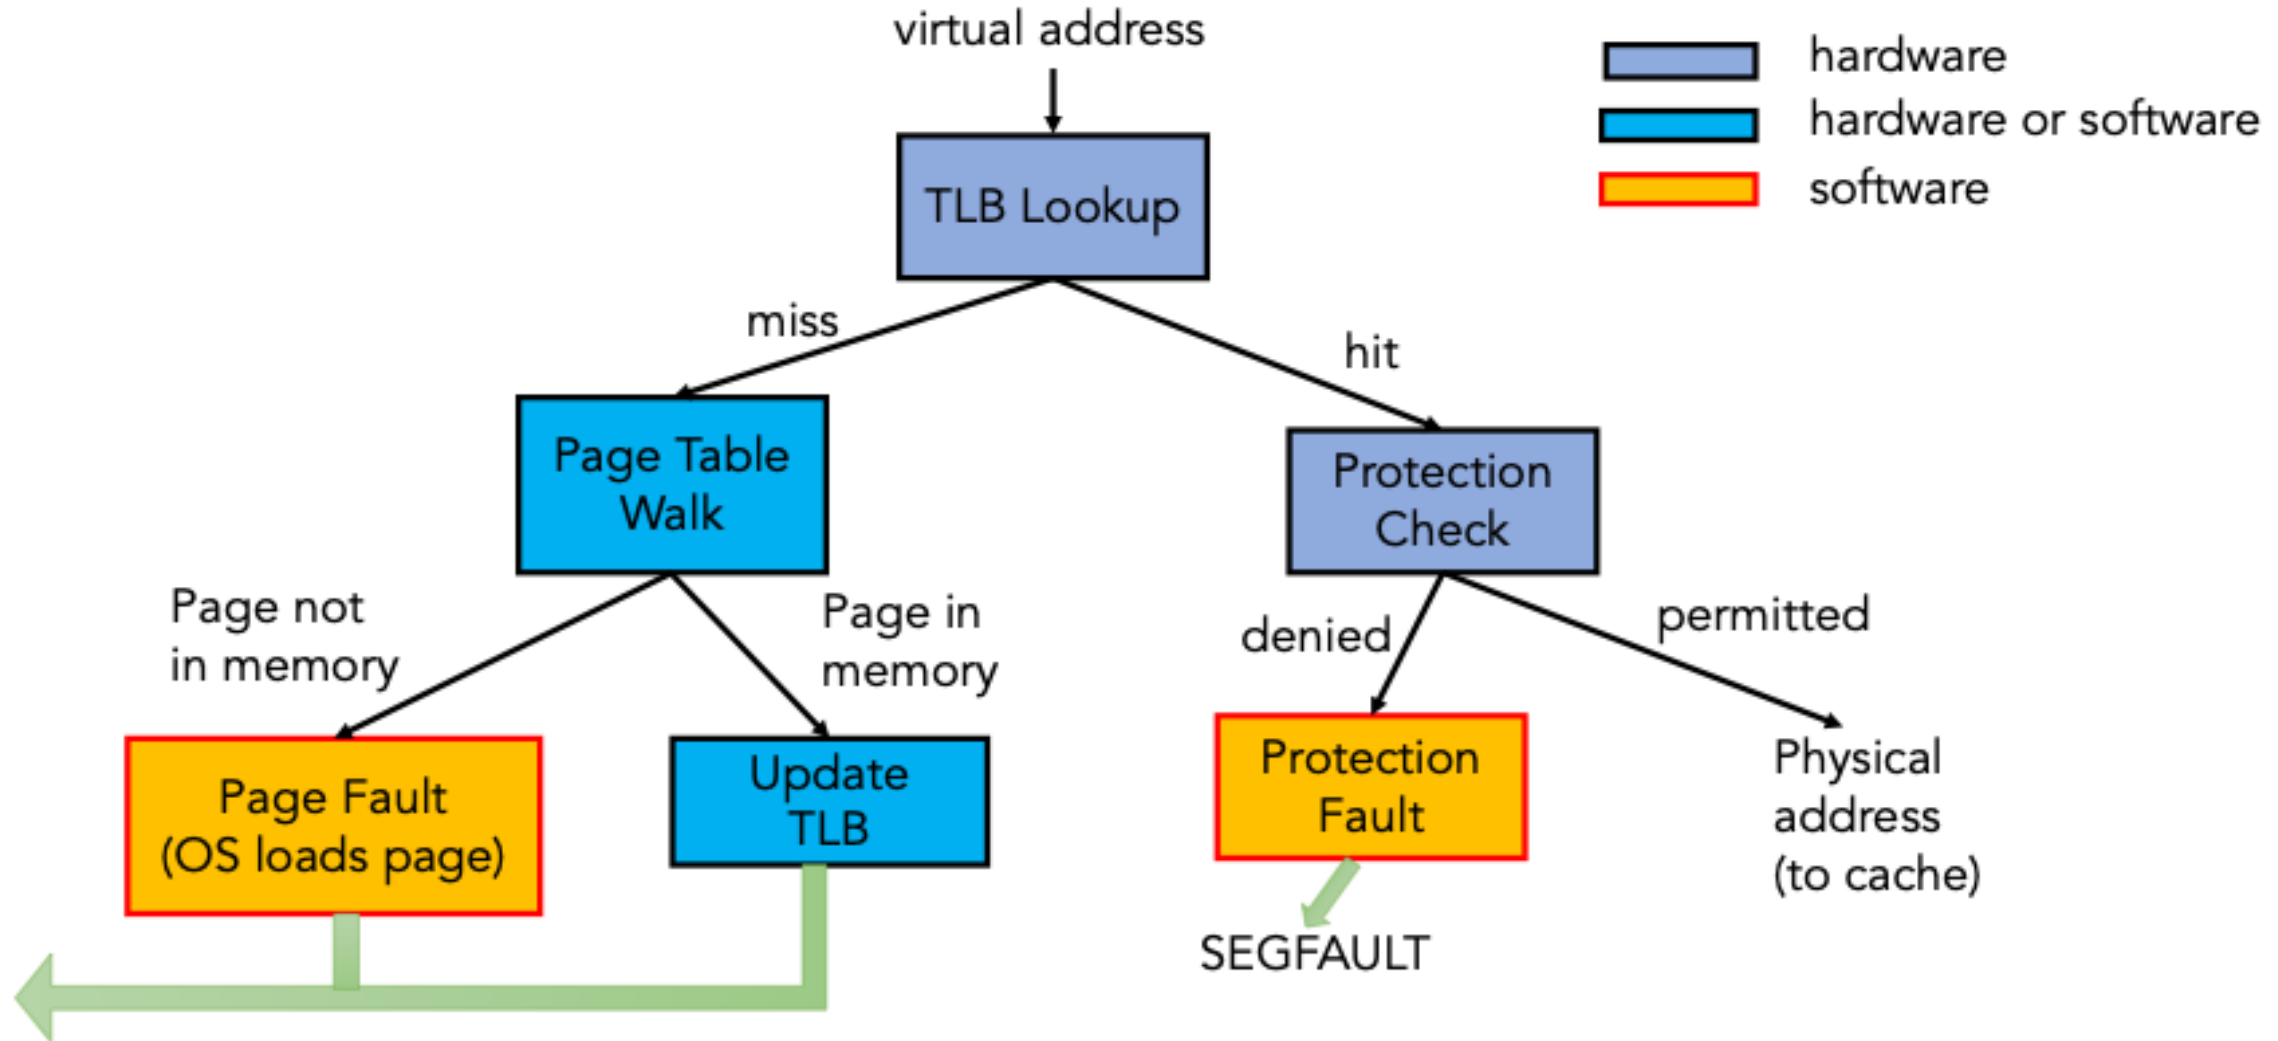 virtual address
hardware
hardware or software
software
TLB Lookup
miss
hit
Page Table
Walk
Protection
Check
Page not
in memory
Page in
memory
denied
permitted
Page Fault
(OS loads page)
Update
TLB
Protection
Fault
Physical
address
(to cache)
SEGFAULT